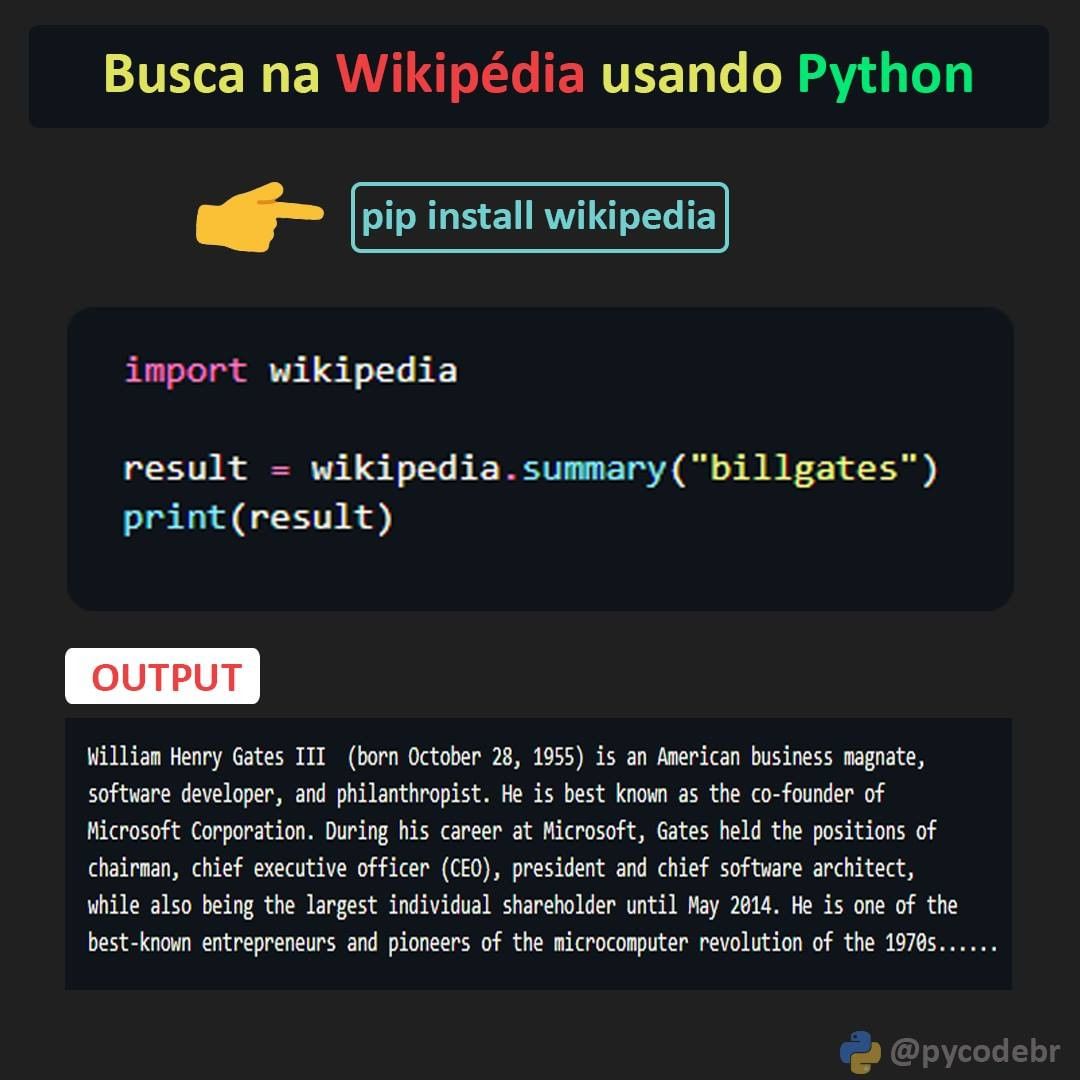 Busca na Wikipédia usando Python
pip install wikipedia
import wikipedia
result = wikipedia.summary("billgates")
print(result)
OUTPUT
William Henry Gates III  (born October 28, 1955) is an American business magnate,
software developer, and philanthropist. He is best known as the co-founder of
Microsoft Corporation. During his career at Microsoft, Gates held the positions of
chairman, chief executive officer (CEO), president and chief software architect,
while also being the largest individual shareholder until May 2014. He is one of the
best-known entrepreneurs and pioneers of the microcomputer revolution of the 1970s......
@pycodebr